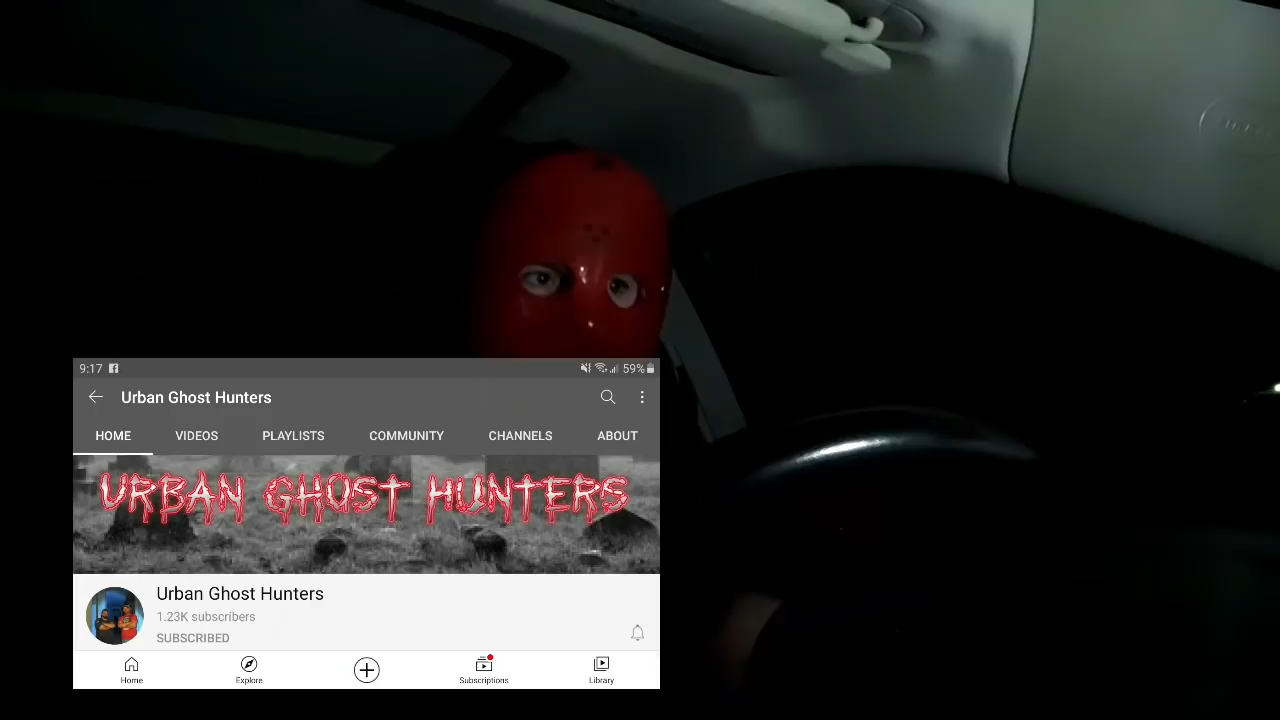 9:17 59%
Urban Ghost Hunters
HOME VIDEOS PLAYLISTS COMMUNITY CHANNELS ABOUT
URBAN GHOST HUNTERS
Urban Ghost Hunters
1.23K subscribers
SUBSCRIBED
Home Explore Subscriptions Library